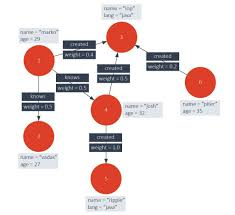 name = "lop"
lang = "java"
name = "marko"
age = 29
3
created
weight = 0.4
1
created
weight = 0.2
created
weight = 0.5
6
knows
weight = 0.5
name =
age = 35
knows
weight = 0.5
4
name = "josh"
age = 32
2
created
weight = 1.0
name = "vadas"
age = 27
5
name = "ripple"
lang = "java"